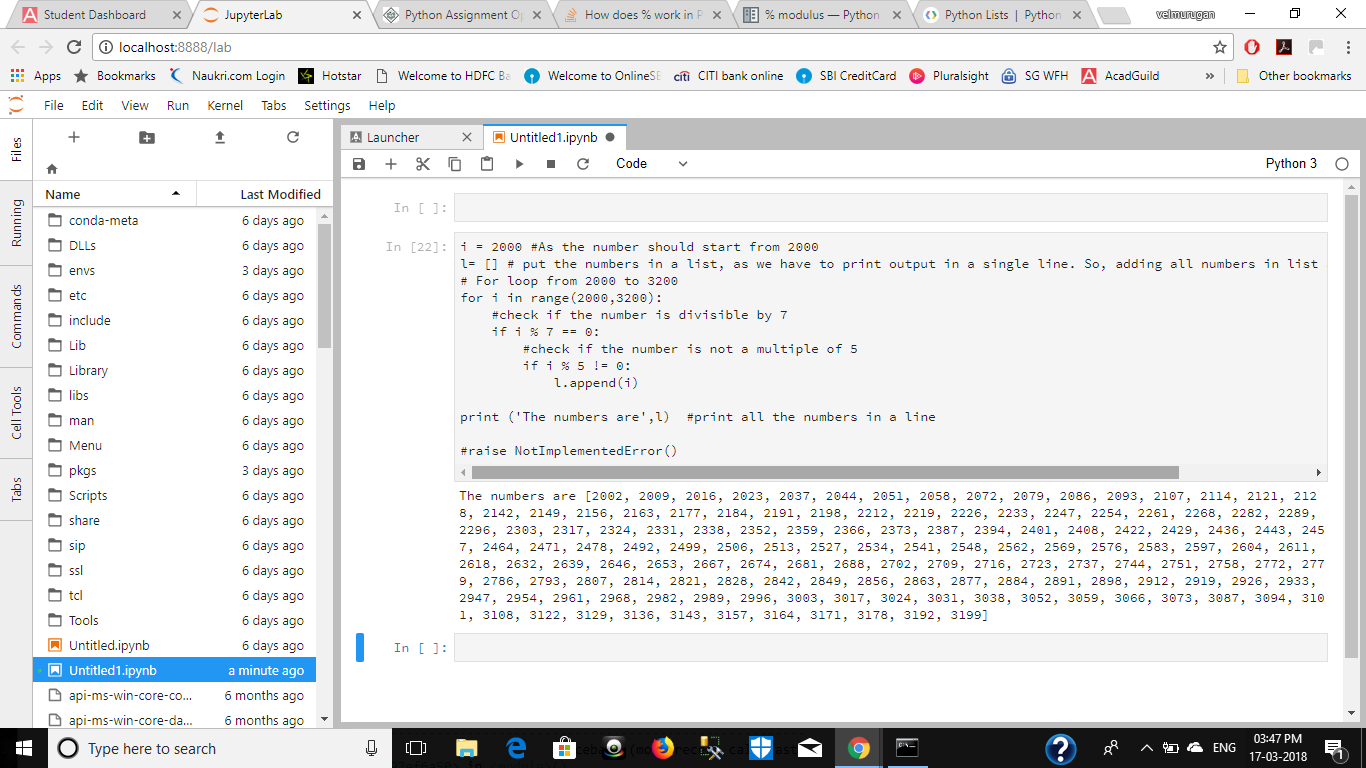 Student Dashboard
JupyterLab
Python Assignment Op
How does % work in P
% modulus — Python
Python Lists | Python
velmurugan
localhost:8888/lab
Apps
Bookmarks
Naukri.com Login
Hotstar
Welcome to HDFC Ba
Welcome to OnlineSB
citi CITI bank online
SBI CreditCard
Pluralsight
SG WFH
AcadGuild
»
Other bookmarks
File Edit View Run Kernel Tabs Settings Help
Files
Running
Commands
Cell Tools
Tabs
Name Last Modified
conda-meta 6 days ago
DLLs 6 days ago
envs 3 days ago
etc 6 days ago
include 6 days ago
Lib 6 days ago
Library 6 days ago
libs 6 days ago
man 6 days ago
Menu 6 days ago
pkgs 3 days ago
Scripts 6 days ago
share 6 days ago
sip 6 days ago
ssl 6 days ago
tcl 6 days ago
Tools 6 days ago
Untitled.ipynb 6 days ago
Untitled1.ipynb a minute ago
api-ms-win-core-co... 6 months ago
api-ms-win-core-da... 6 months ago
Launcher
Untitled1.ipynb
Code
Python 3
In [ ]:
In [22]:
i = 2000 #As the number should start from 2000
l= [] # put the numbers in a list, as we have to print output in a single line. So, adding all numbers in list
# For loop from 2000 to 3200
for i in range(2000,3200):
    #check if the number is divisible by 7
    if i % 7 == 0:
        #check if the number is not a multiple of 5
        if i % 5 != 0:
            l.append(i)
print ('The numbers are',l)  #print all the numbers in a line
#raise NotImplementedError()
The numbers are [2002, 2009, 2016, 2023, 2037, 2044, 2051, 2058, 2072, 2079, 2086, 2093, 2107, 2114, 2121, 212
8, 2142, 2149, 2156, 2163, 2177, 2184, 2191, 2198, 2212, 2219, 2226, 2233, 2247, 2254, 2261, 2268, 2282, 2289,
2296, 2303, 2317, 2324, 2331, 2338, 2352, 2359, 2366, 2373, 2387, 2394, 2401, 2408, 2422, 2429, 2436, 2443, 245
7, 2464, 2471, 2478, 2492, 2499, 2506, 2513, 2527, 2534, 2541, 2548, 2562, 2569, 2576, 2583, 2597, 2604, 2611,
2618, 2632, 2639, 2646, 2653, 2667, 2674, 2681, 2688, 2702, 2709, 2716, 2723, 2737, 2744, 2751, 2758, 2772, 277
9, 2786, 2793, 2807, 2814, 2821, 2828, 2842, 2849, 2856, 2863, 2877, 2884, 2891, 2898, 2912, 2919, 2926, 2933,
2947, 2954, 2961, 2968, 2982, 2989, 2996, 3003, 3017, 3024, 3031, 3038, 3052, 3059, 3066, 3073, 3087, 3094, 310
1, 3108, 3122, 3129, 3136, 3143, 3157, 3164, 3171, 3178, 3192, 3199]
In [ ]:
Type here to search
ENG
03:47 PM
17-03-2018
1